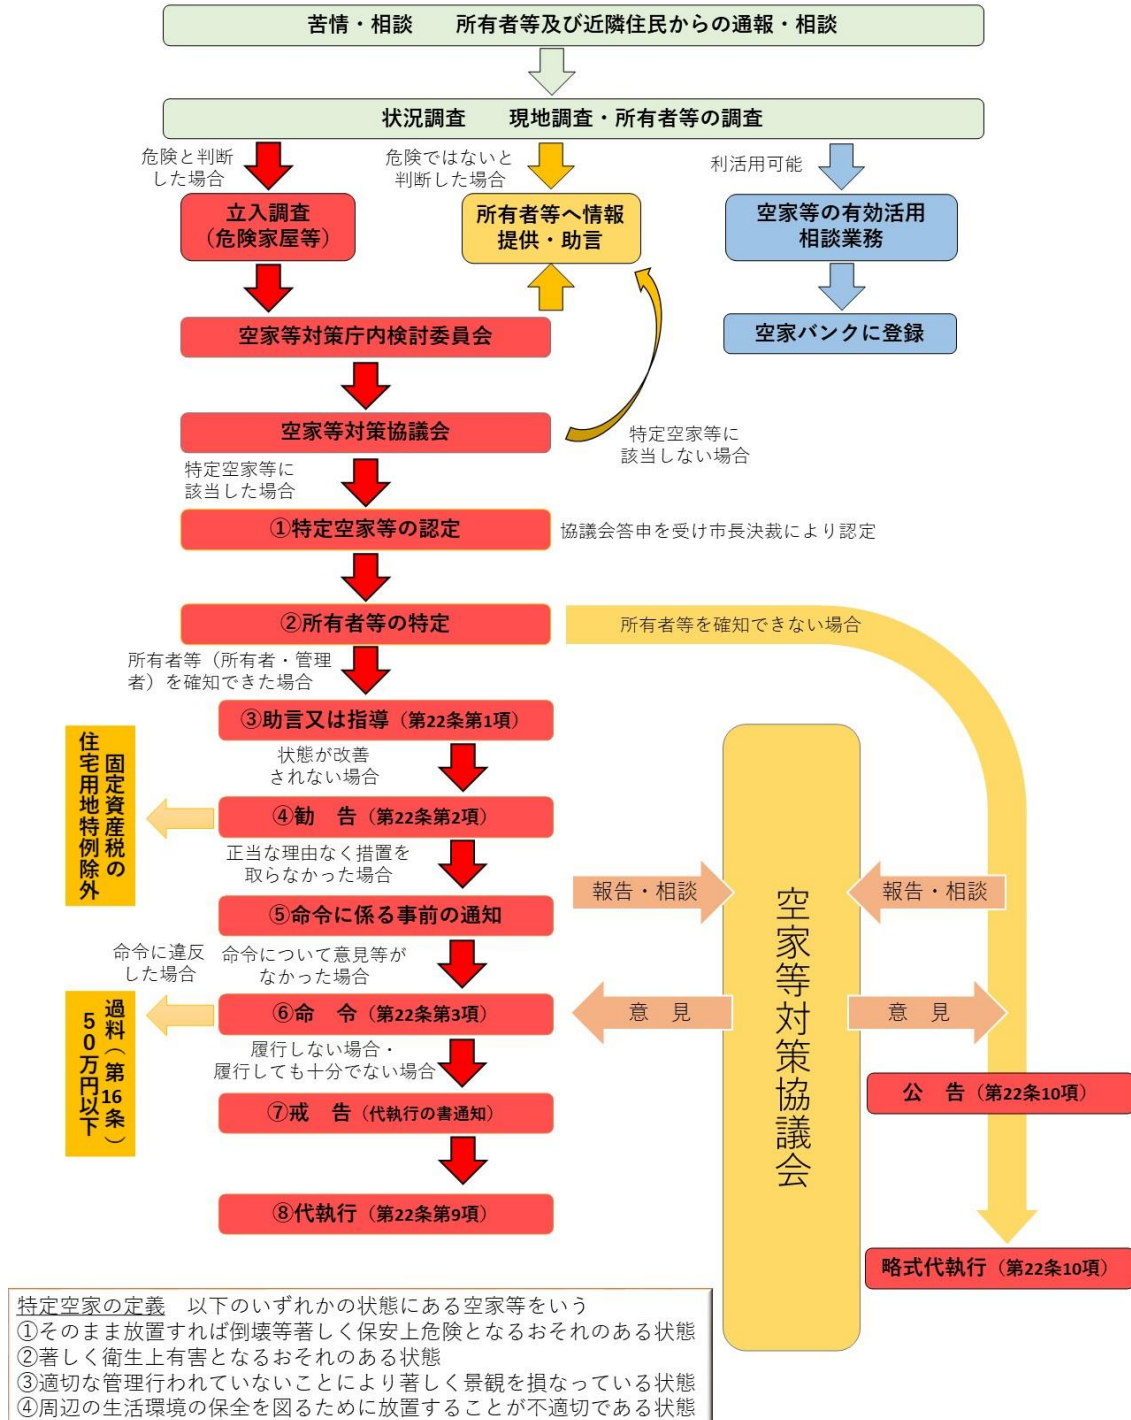 苦情・相談　　所有者等及び近隣住民からの通報・相談
状況調査　　現地調査・所有者等の調査
危険と判断
した場合
危険ではないと
判断した場合
利活用可能
立入調査
（危険家屋等）
所有者等へ情報
提供・助言
空家等の有効活用
相談業務
空家等対策庁内検討委員会
空家バンクに登録
空家等対策協議会
特定空家等に
該当しない場合
特定空家等に
該当した場合
①特定空家等の認定
協議会答申を受け市長決裁により認定
②所有者等の特定
所有者等を確知できない場合
所有者等（所有者・管理
者）を確知できた場合
③助言又は指導（第22条第1項）
状態が改善
されない場合
固定資産税の
住宅用地特例除外
④勧　告（第22条第2項）
正当な理由なく措置を
取らなかった場合
⑤命令に係る事前の通知
報告・相談
報告・相談
空家等対策協議会
命令に違反
した場合
命令について意見等が
なかった場合
過料（第16条）
50万円以下
⑥命　令（第22条第3項）
意　見
意　見
履行しない場合・
履行しても十分でない場合
⑦戒　告（代執行の書通知）
公　告（第22条10項）
⑧代執行（第22条第9項）
略式代執行（第22条10項）
特定空家の定義　以下のいずれかの状態にある空家等をいう
①そのまま放置すれば倒壊等著しく保安上危険となるおそれのある状態
②著しく衛生上有害となるおそれのある状態
③適切な管理行われていないことにより著しく景観を損なっている状態
④周辺の生活環境の保全を図るために放置することが不適切である状態